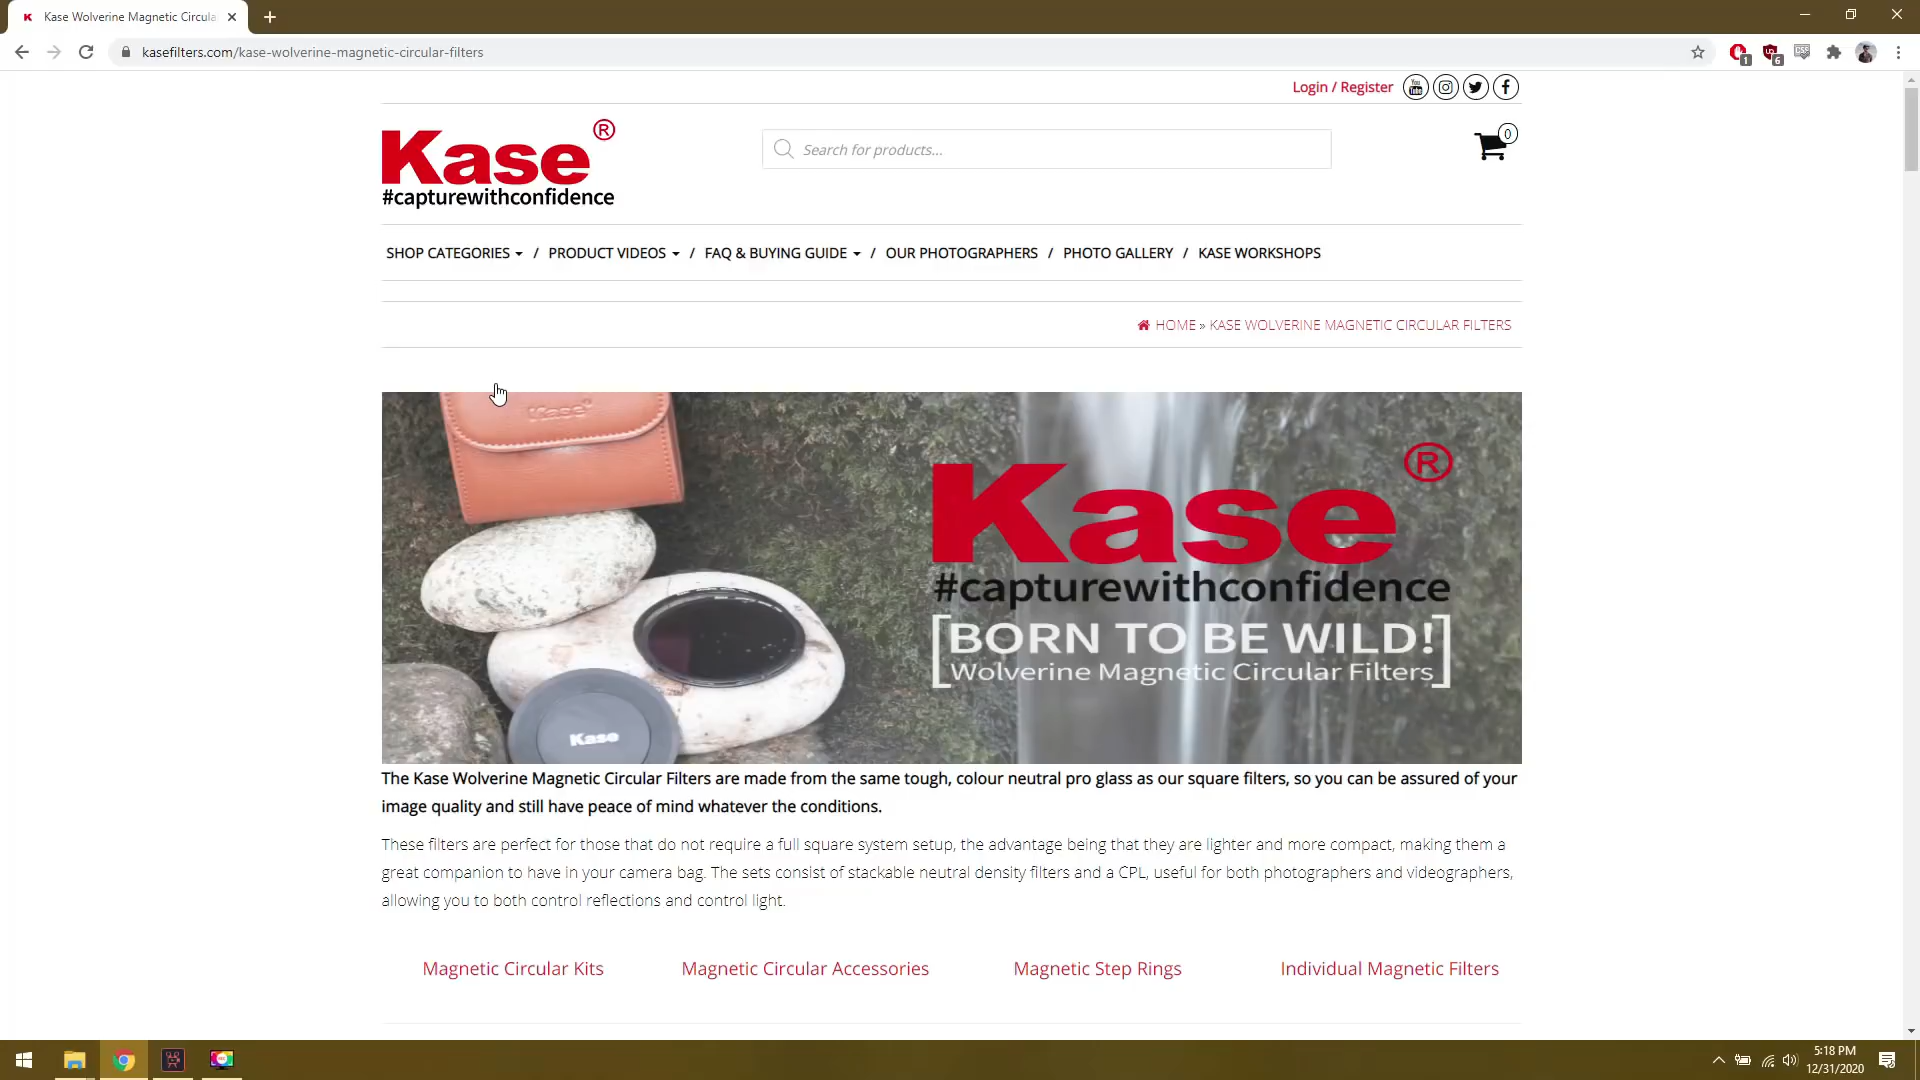 Kase Wolverine Magnetic Circula
kasefilters.com/kase-wolverine-magnetic-circular-filters
1
6
Login / Register
You Tube
Kase®
#capturewithconfidence
Search for products...
0
SHOP CATEGORIES / PRODUCT VIDEOS / FAQ & BUYING GUIDE / OUR PHOTOGRAPHERS / PHOTO GALLERY / KASE WORKSHOPS
HOME » KASE WOLVERINE MAGNETIC CIRCULAR FILTERS
Kase
Kase®
#capturewithconfidence
[BORN TO BE WILD!]
Wolverine Magnetic Circular Filters
Kase
The Kase Wolverine Magnetic Circular Filters are made from the same tough, colour neutral pro glass as our square filters, so you can be assured of your
image quality and still have peace of mind whatever the conditions.
These filters are perfect for those that do not require a full square system setup, the advantage being that they are lighter and more compact, making them a
great companion to have in your camera bag. The sets consist of stackable neutral density filters and a CPL, useful for both photographers and videographers,
allowing you to both control reflections and control light.
Magnetic Circular Kits
Magnetic Circular Accessories
Magnetic Step Rings
Individual Magnetic Filters
5:18 PM
12/31/2020